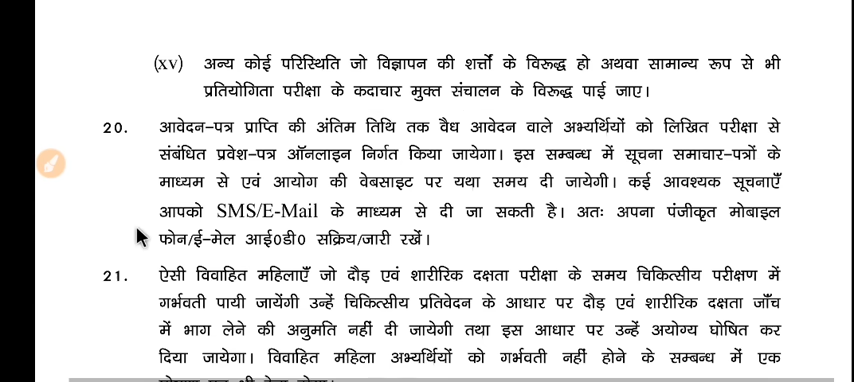 (xv) अन्य कोई परिस्थिति जो विज्ञापन की शर्त्तों के विरूद्ध हो अथवा सामान्य रूप से भी
प्रतियोगिता परीक्षा के कदाचार मुक्त संचालन के विरूद्ध पाई जाए।
20. आवेदन–पत्र प्राप्ति की अंतिम तिथि तक वैध आवेदन वाले अभ्यर्थियों को लिखित परीक्षा से
संबंधित प्रवेश–पत्र ऑनलाइन निर्गत किया जायेगा। इस सम्बन्ध में सूचना समाचार–पत्रों के
माध्यम से एवं आयोग की वेबसाइट पर यथा समय दी जायेगी। कई आवश्यक सूचनाएँ
आपको SMS/E-Mail के माध्यम से दी जा सकती है। अतः अपना पंजीकृत मोबाइल
फोन/ई–मेल आई०डी० सक्रिय/जारी रखें।
21. ऐसी विवाहित महिलाएँ जो दौड़ एवं शारीरिक दक्षता परीक्षा के समय चिकित्सीय परीक्षण में
गर्भवती पायी जायेंगी उन्हें चिकित्सीय प्रतिवेदन के आधार पर दौड़ एवं शारीरिक दक्षता जाँच
में भाग लेने की अनुमति नहीं दी जायेगी तथा इस आधार पर उन्हें अयोग्य घोषित कर
दिया जायेगा। विवाहित महिला अभ्यर्थियों को गर्भवती नहीं होने के सम्बन्ध में एक